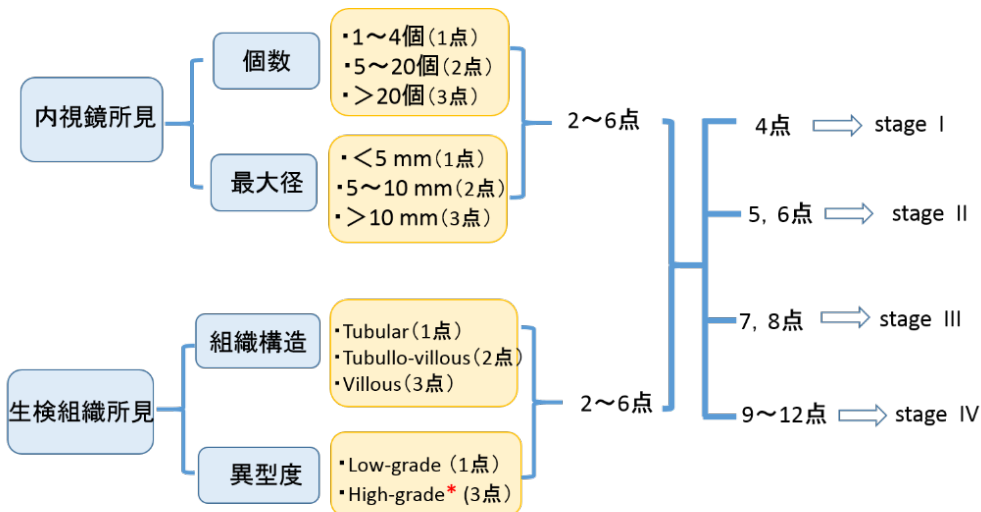 内視鏡所見
個数
・1～4個（1点）
・5～20個（2点）
・＞20個（3点）
最大径
・＜5 mm（1点）
・5～10 mm（2点）
・＞10 mm（3点）
2～6点
生検組織所見
組織構造
・Tubular（1点）
・Tubullo-villous（2点）
・Villous（3点）
異型度
・Low-grade （1点）
・High-grade* （3点）
2～6点
4点 stage I
5, 6点 stage II
7, 8点 stage III
9～12点 stage IV